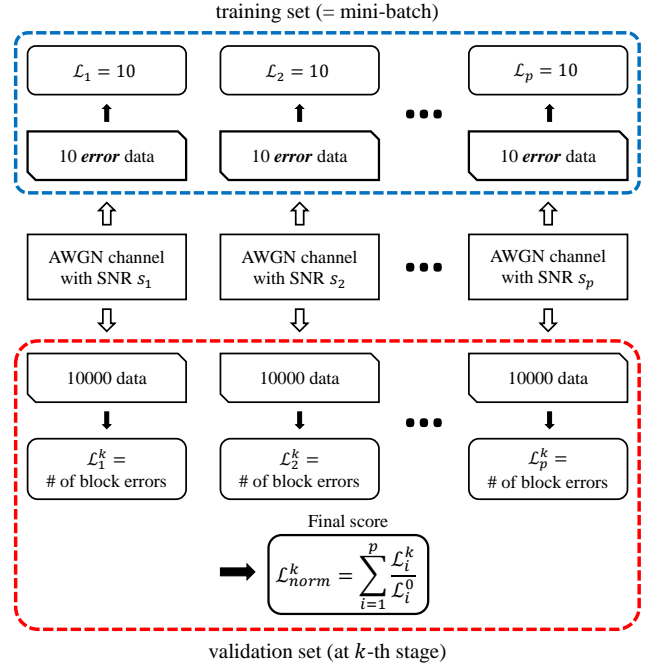 training set (= mini-batch)
ℒ₁ = 10
ℒ₂ = 10
ℒₚ = 10
10 error data
10 error data
10 error data
AWGN channel
with SNR s₁
AWGN channel
with SNR s₂
AWGN channel
with SNR sₚ
10000 data
10000 data
10000 data
ℒ₁ᵏ =
# of block errors
ℒ₂ᵏ =
# of block errors
ℒₚᵏ =
# of block errors
Final score
ℒᵏₙₒᵣₘ = ∑ᵢ₌₁ᵖ ℒᵢᵏ / ℒᵢ⁰
validation set (at k-th stage)